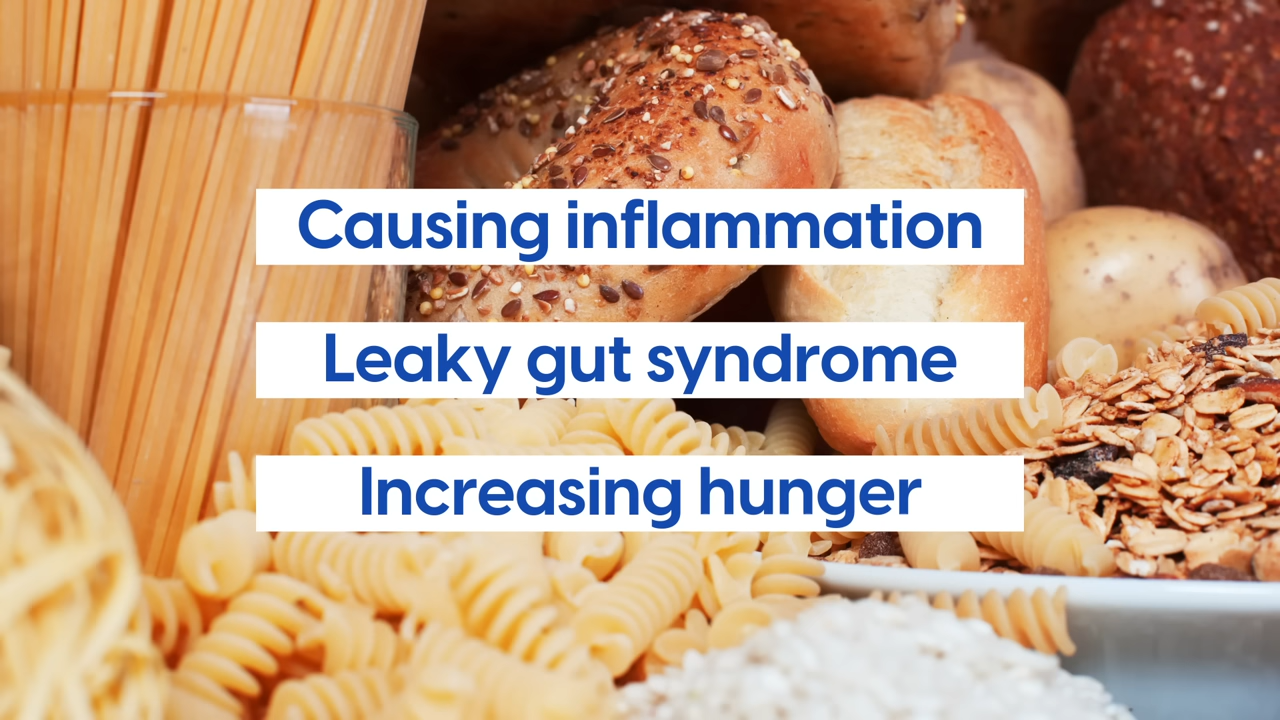 Causing inflammation
Leaky gut syndrome
Increasing hunger